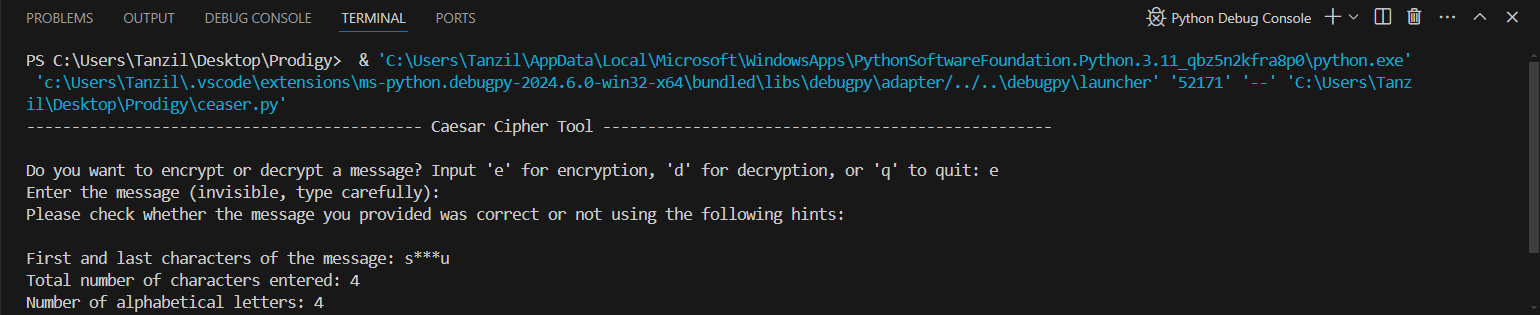 PROBLEMS OUTPUT DEBUG CONSOLE TERMINAL PORTS Python Debug Console
PS C:\Users\Tanzil\Desktop\Prodigy>  & 'C:\Users\Tanzil\AppData\Local\Microsoft\WindowsApps\PythonSoftwareFoundation.Python.3.11_qbz5n2kfra8p0\python.exe'
 'c:\Users\Tanzil\.vscode\extensions\ms-python.debugpy-2024.6.0-win32-x64\bundled\libs\debugpy\adapter/../..\debugpy\launcher' '52171' '--' 'C:\Users\Tanz
il\Desktop\Prodigy\ceaser.py'
-------------------------------------------- Caesar Cipher Tool --------------------------------------------------
Do you want to encrypt or decrypt a message? Input 'e' for encryption, 'd' for decryption, or 'q' to quit: e
Enter the message (invisible, type carefully):
Please check whether the message you provided was correct or not using the following hints:
First and last characters of the message: s***u
Total number of characters entered: 4
Number of alphabetical letters: 4